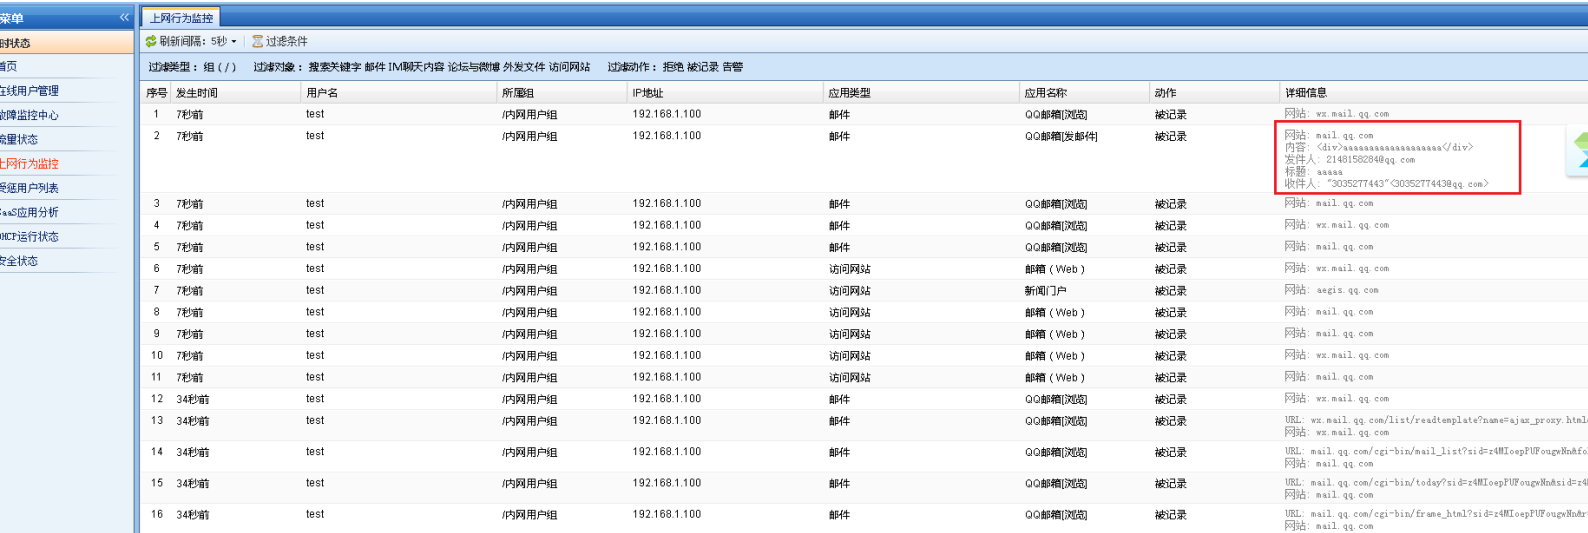 菜单 «
上网行为监控
时状态
刷新间隔：5秒 过滤条件
首页
过滤类型：组 ( / ) 过滤对象：搜索关键字 邮件 IM聊天内容 论坛与微博 外发文件 访问网站 过滤动作：拒绝 被记录 告警
在线用户管理
故障监控中心
流量状态
上网行为监控
受惩用户列表
SaaS应用分析
DHCP运行状态
安全状态
序号 发生时间 用户名 所属组 IP地址 应用类型 应用名称 动作 详细信息
1 7秒前 test /内网用户组 192.168.1.100 邮件 QQ邮箱[浏览] 被记录 网站: wx.mail.qq.com
2 7秒前 test /内网用户组 192.168.1.100 邮件 QQ邮箱[发邮件] 被记录 网站: mail.qq.com
内容: <div>aaaaaaaaaaaaaaaaaaa</div>
发件人: 2148158284@qq.com
标题: aaaaa
收件人: "3035277443"<3035277443@qq.com>
3 7秒前 test /内网用户组 192.168.1.100 邮件 QQ邮箱[浏览] 被记录 网站: mail.qq.com
4 7秒前 test /内网用户组 192.168.1.100 邮件 QQ邮箱[浏览] 被记录 网站: wx.mail.qq.com
5 7秒前 test /内网用户组 192.168.1.100 邮件 QQ邮箱[浏览] 被记录 网站: mail.qq.com
6 7秒前 test /内网用户组 192.168.1.100 访问网站 邮箱 ( Web ) 被记录 网站: wx.mail.qq.com
7 7秒前 test /内网用户组 192.168.1.100 访问网站 新闻门户 被记录 网站: aegis.qq.com
8 7秒前 test /内网用户组 192.168.1.100 访问网站 邮箱 ( Web ) 被记录 网站: mail.qq.com
9 7秒前 test /内网用户组 192.168.1.100 访问网站 邮箱 ( Web ) 被记录 网站: mail.qq.com
10 7秒前 test /内网用户组 192.168.1.100 访问网站 邮箱 ( Web ) 被记录 网站: wx.mail.qq.com
11 7秒前 test /内网用户组 192.168.1.100 访问网站 邮箱 ( Web ) 被记录 网站: mail.qq.com
12 34秒前 test /内网用户组 192.168.1.100 邮件 QQ邮箱[浏览] 被记录 网站: wx.mail.qq.com
13 34秒前 test /内网用户组 192.168.1.100 邮件 QQ邮箱[浏览] 被记录 URL: wx.mail.qq.com/list/readtemplate?name=ajax_proxy.html
网站: wx.mail.qq.com
14 34秒前 test /内网用户组 192.168.1.100 邮件 QQ邮箱[浏览] 被记录 URL: mail.qq.com/cgi-bin/mail_list?sid=z4MIoepPUFougwNn&fo
网站: mail.qq.com
15 34秒前 test /内网用户组 192.168.1.100 邮件 QQ邮箱[浏览] 被记录 URL: mail.qq.com/cgi-bin/today?sid=z4MIoepPUFougwNn&sid=z4
网站: mail.qq.com
16 34秒前 test /内网用户组 192.168.1.100 邮件 QQ邮箱[浏览] 被记录 URL: mail.qq.com/cgi-bin/frame_html?sid=z4MIoepPUFougwNn&r
网站: mail.qq.com